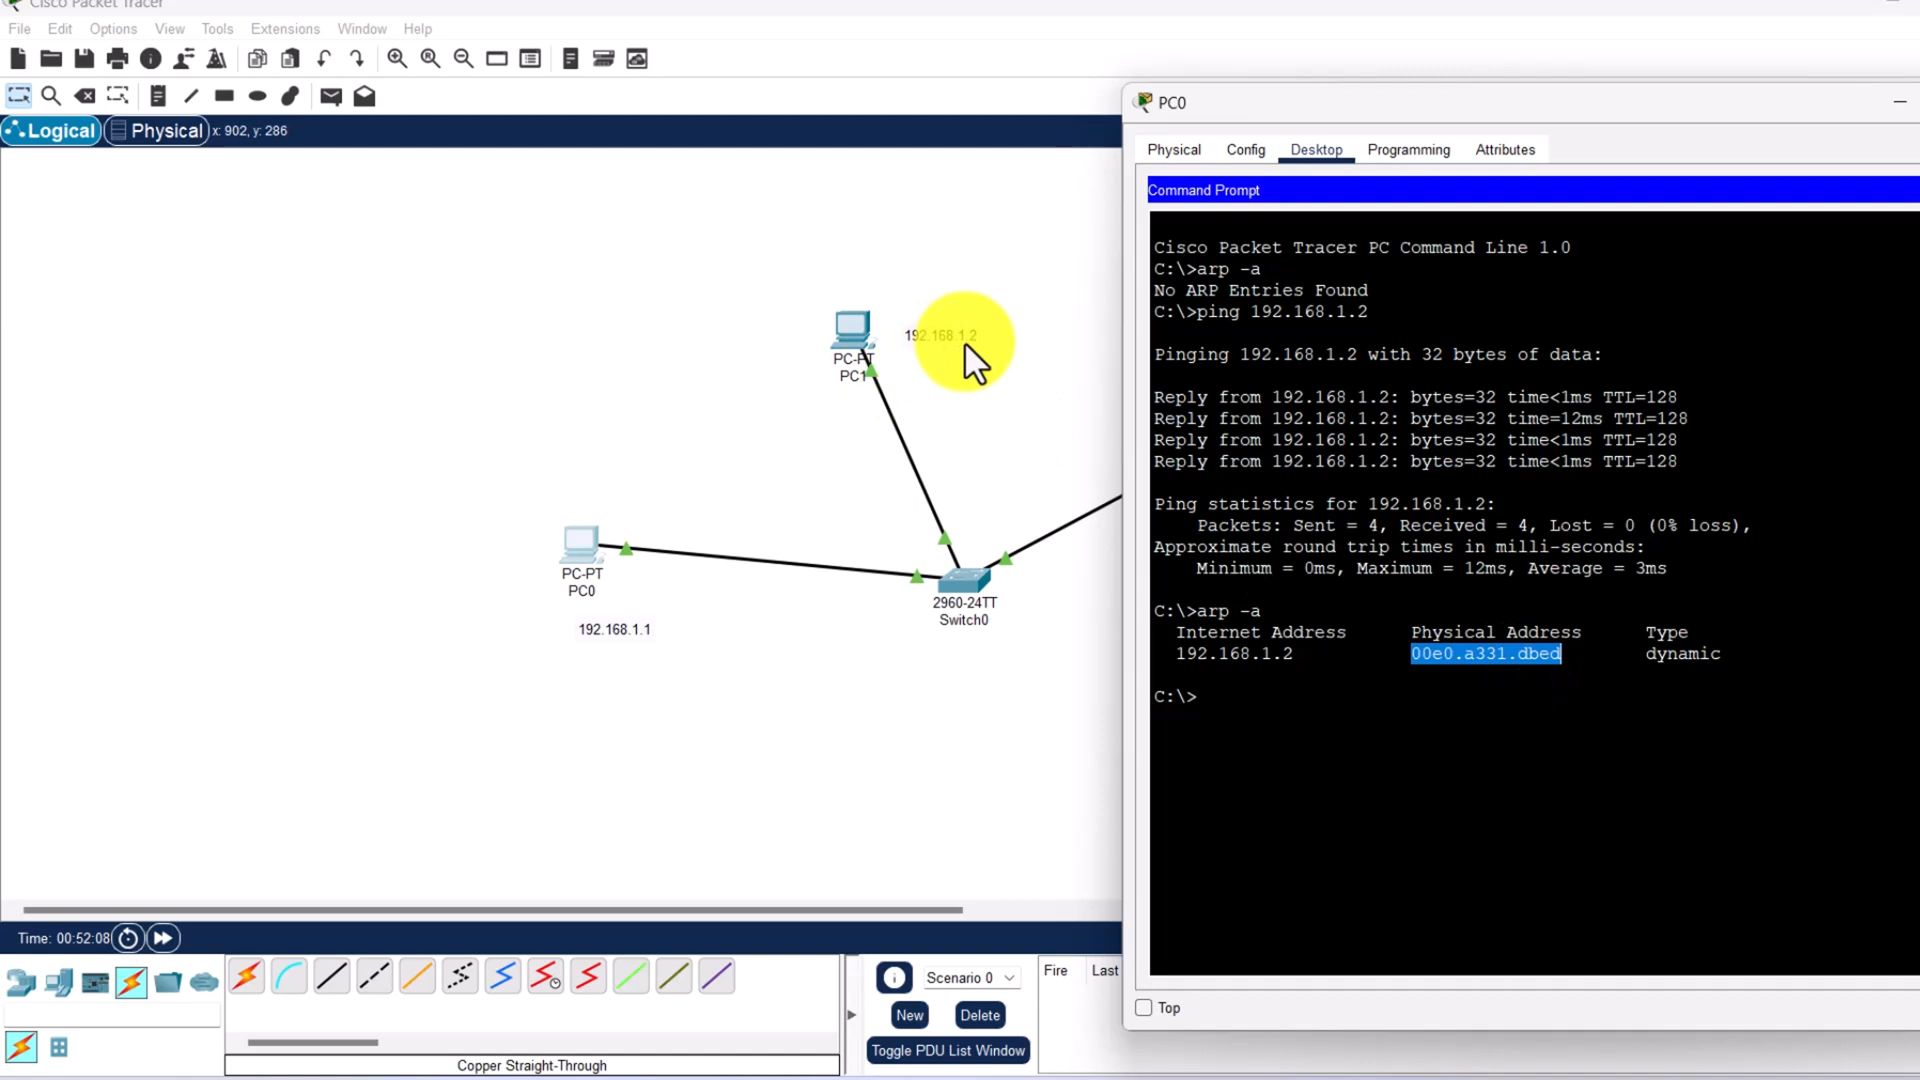 Cisco Packet Tracer
File Edit Options View Tools Extensions Window Help
Logical Physical x: 902, y: 286
192.168.1.2
PC-PT
PC1
PC-PT
PC0
192.168.1.1
2960-24TT
Switch0
PC0
Physical Config Desktop Programming Attributes
Command Prompt
Cisco Packet Tracer PC Command Line 1.0
C:\>arp -a
No ARP Entries Found
C:\>ping 192.168.1.2
Pinging 192.168.1.2 with 32 bytes of data:
Reply from 192.168.1.2: bytes=32 time<1ms TTL=128
Reply from 192.168.1.2: bytes=32 time=12ms TTL=128
Reply from 192.168.1.2: bytes=32 time<1ms TTL=128
Reply from 192.168.1.2: bytes=32 time<1ms TTL=128
Ping statistics for 192.168.1.2:
Packets: Sent = 4, Received = 4, Lost = 0 (0% loss),
Approximate round trip times in milli-seconds:
Minimum = 0ms, Maximum = 12ms, Average = 3ms
C:\>arp -a
Internet Address Physical Address Type
192.168.1.2 00e0.a331.dbed dynamic
C:\>
Top
Time: 00:52:08
Scenario 0
New Delete
Toggle PDU List Window
Fire Last
Copper Straight-Through